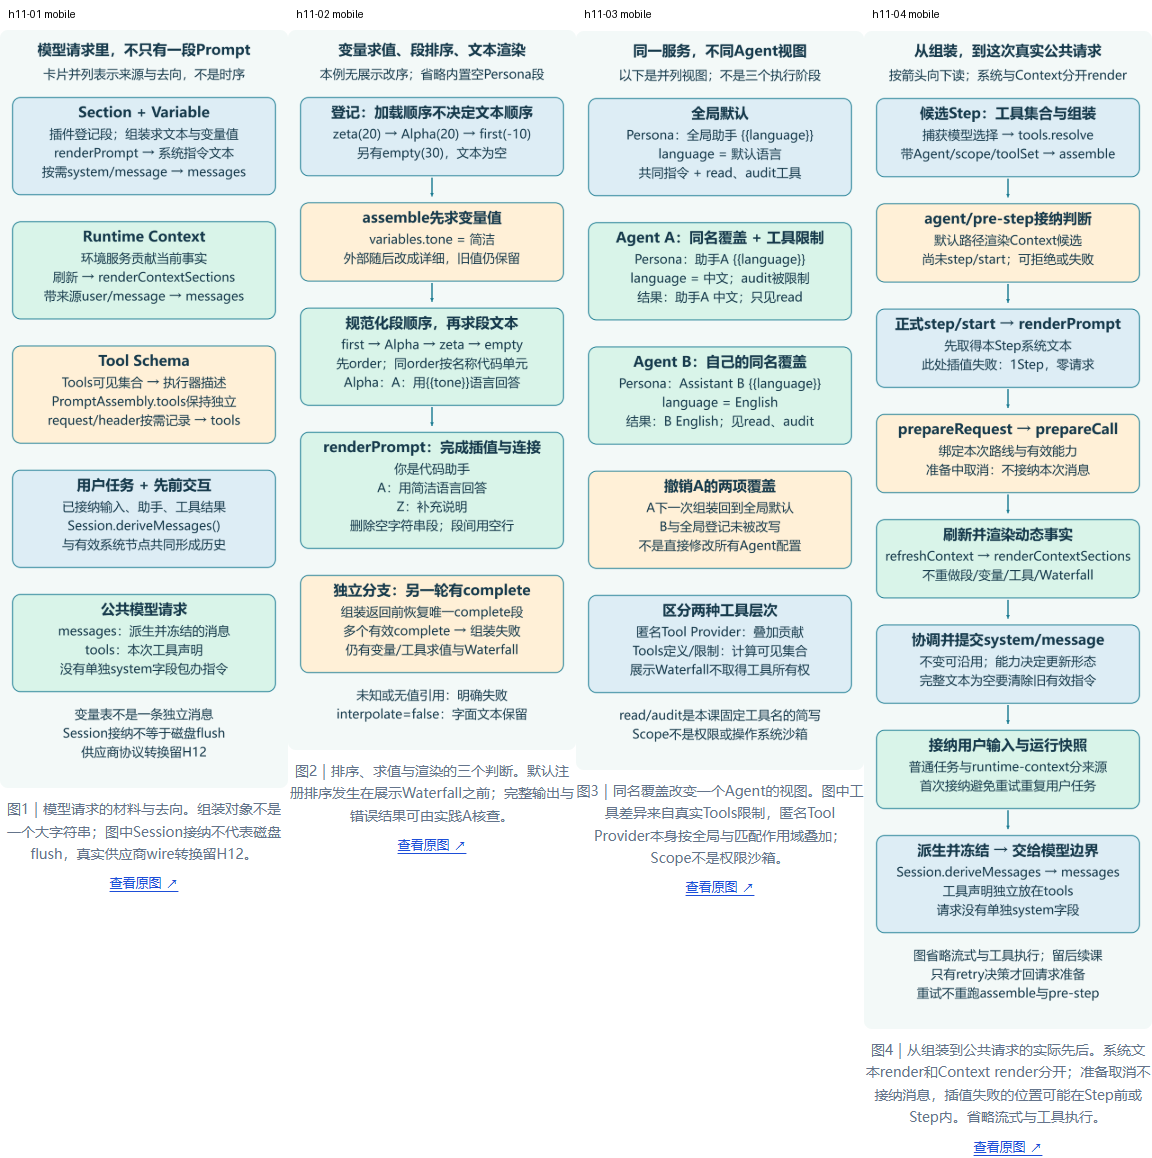 h11-01 mobile
模型请求里，不只有一段Prompt
卡片并列表示来源与去向，不是时序
Section + Variable
插件登记段；组装求文本与变量值
renderPrompt → 系统指令文本
按需system/message → messages
Runtime Context
环境服务贡献当前事实
刷新 → renderContextSections
带来源user/message → messages
Tool Schema
Tools可见集合 → 执行器描述
PromptAssembly.tools保持独立
request/header按需记录 → tools
用户任务 + 先前交互
已接纳输入、助手、工具结果
Session.deriveMessages()
与有效系统节点共同形成历史
公共模型请求
messages：派生并冻结的消息
tools：本次工具声明
没有单独system字段包办指令
变量表不是一条独立消息
Session接纳不等于磁盘flush
供应商协议转换留H12
图1｜模型请求的材料与去向。组装对象不是
一个大字符串；图中Session接纳不代表磁盘
flush，真实供应商wire转换留H12。
查看原图 ↗
h11-02 mobile
变量求值、段排序、文本渲染
本例无展示改序；省略内置空Persona段
登记：加载顺序不决定文本顺序
zeta(20) → Alpha(20) → first(-10)
另有empty(30)，文本为空
assemble先求变量值
variables.tone = 简洁
外部随后改成详细，旧值仍保留
规范化段顺序，再求段文本
first → Alpha → zeta → empty
先order；同order按名称代码单元
Alpha：A：用{{tone}}语言回答
renderPrompt：完成插值与连接
你是代码助手
A：用简洁语言回答
Z：补充说明
删除空字符串段；段间用空行
独立分支：另一轮有complete
组装返回前恢复唯一complete段
多个有效complete → 组装失败
仍有变量/工具求值与Waterfall
未知或无值引用：明确失败
interpolate=false：字面文本保留
图2｜排序、求值与渲染的三个判断。默认注
册排序发生在展示Waterfall之前；完整输出与
错误结果可由实践A核查。
查看原图 ↗
h11-03 mobile
同一服务，不同Agent视图
以下是并列视图；不是三个执行阶段
全局默认
Persona：全局助手 {{language}}
language = 默认语言
共同指令 + read、audit工具
Agent A：同名覆盖 + 工具限制
Persona：助手A {{language}}
language = 中文；audit被限制
结果：助手A 中文；只见read
Agent B：自己的同名覆盖
Persona：Assistant B {{language}}
language = English
结果：B English；见read、audit
撤销A的两项覆盖
A下一次组装回到全局默认
B与全局登记未被改写
不是直接修改所有Agent配置
区分两种工具层次
匿名Tool Provider：叠加贡献
Tools定义/限制：计算可见集合
展示Waterfall不取得工具所有权
read/audit是本课固定工具名的简写
Scope不是权限或操作系统沙箱
图3｜同名覆盖改变一个Agent的视图。图中工
具差异来自真实Tools限制，匿名Tool
Provider本身按全局与匹配作用域叠加；
Scope不是权限沙箱。
查看原图 ↗
h11-04 mobile
从组装，到这次真实公共请求
按箭头向下读；系统与Context分开render
候选Step：工具集合与组装
捕获模型选择 → tools.resolve
带Agent/scope/toolSet → assemble
agent/pre-step接纳判断
默认路径渲染Context候选
尚未step/start；可拒绝或失败
正式step/start → renderPrompt
先取得本Step系统文本
此处插值失败：1Step，零请求
prepareRequest → prepareCall
绑定本次路线与有效能力
准备中取消：不接纳本次消息
刷新并渲染动态事实
refreshContext → renderContextSections
不重做段/变量/工具/Waterfall
协调并提交system/message
不变可沿用；能力决定更新形态
完整文本为空要清除旧有效指令
接纳用户输入与运行快照
普通任务与runtime-context分来源
首次接纳避免重试重复用户任务
派生并冻结 → 交给模型边界
Session.deriveMessages → messages
工具声明独立放在tools
请求没有单独system字段
图省略流式与工具执行；留后续课
只有retry决策才回请求准备
重试不重跑assemble与pre-step
图4｜从组装到公共请求的实际先后。系统文
本render和Context render分开；准备取消不
接纳消息，插值失败的位置可能在Step前或
Step内。省略流式与工具执行。
查看原图 ↗